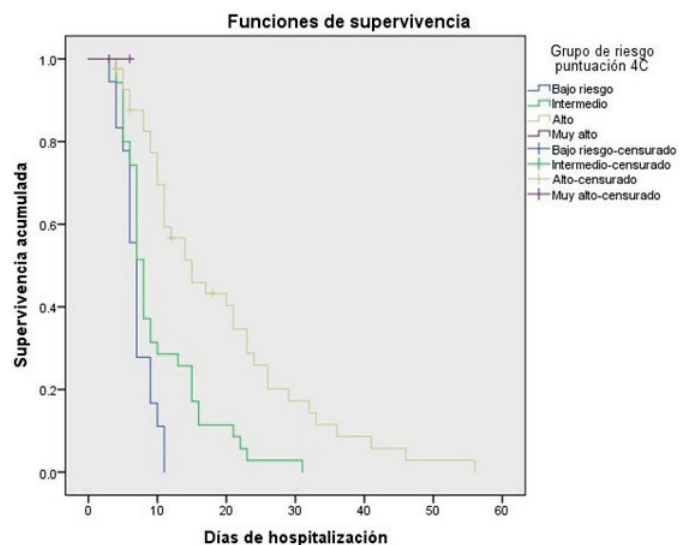 Funciones de supervivencia
Grupo de riesgo
puntuación 4C
Bajo riesgo
Intermedio
Alto
Muy alto
Bajo riesgo-censurado
Intermedio-censurado
Alto-censurado
Muy alto-censurado
Supervivencia acumulada
1.0
0.8
0.6
0.4
0.2
0.0
0 10 20 30 40 50 60
Días de hospitalización